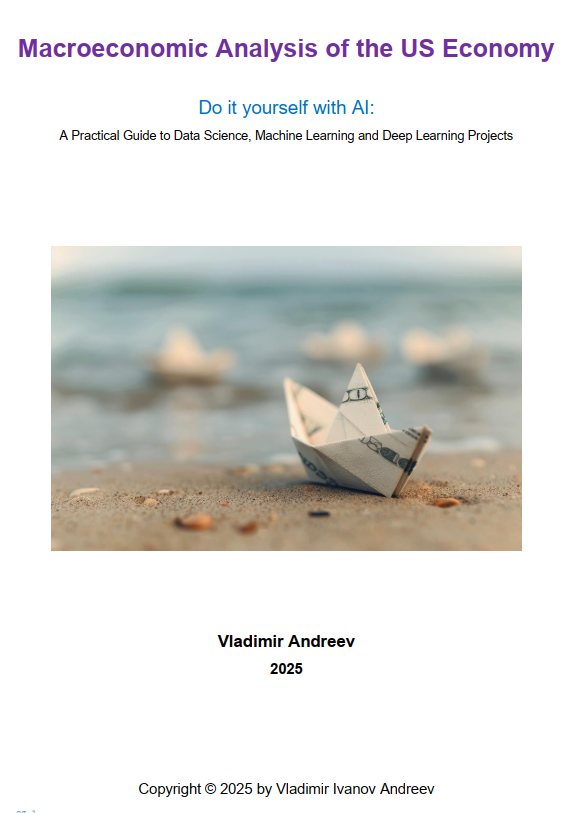 Macroeconomic Analysis of the US Economy
Do it yourself with AI:
A Practical Guide to Data Science, Machine Learning and Deep Learning Projects
Vladimir Andreev
2025
Copyright © 2025 by Vladimir Ivanov Andreev